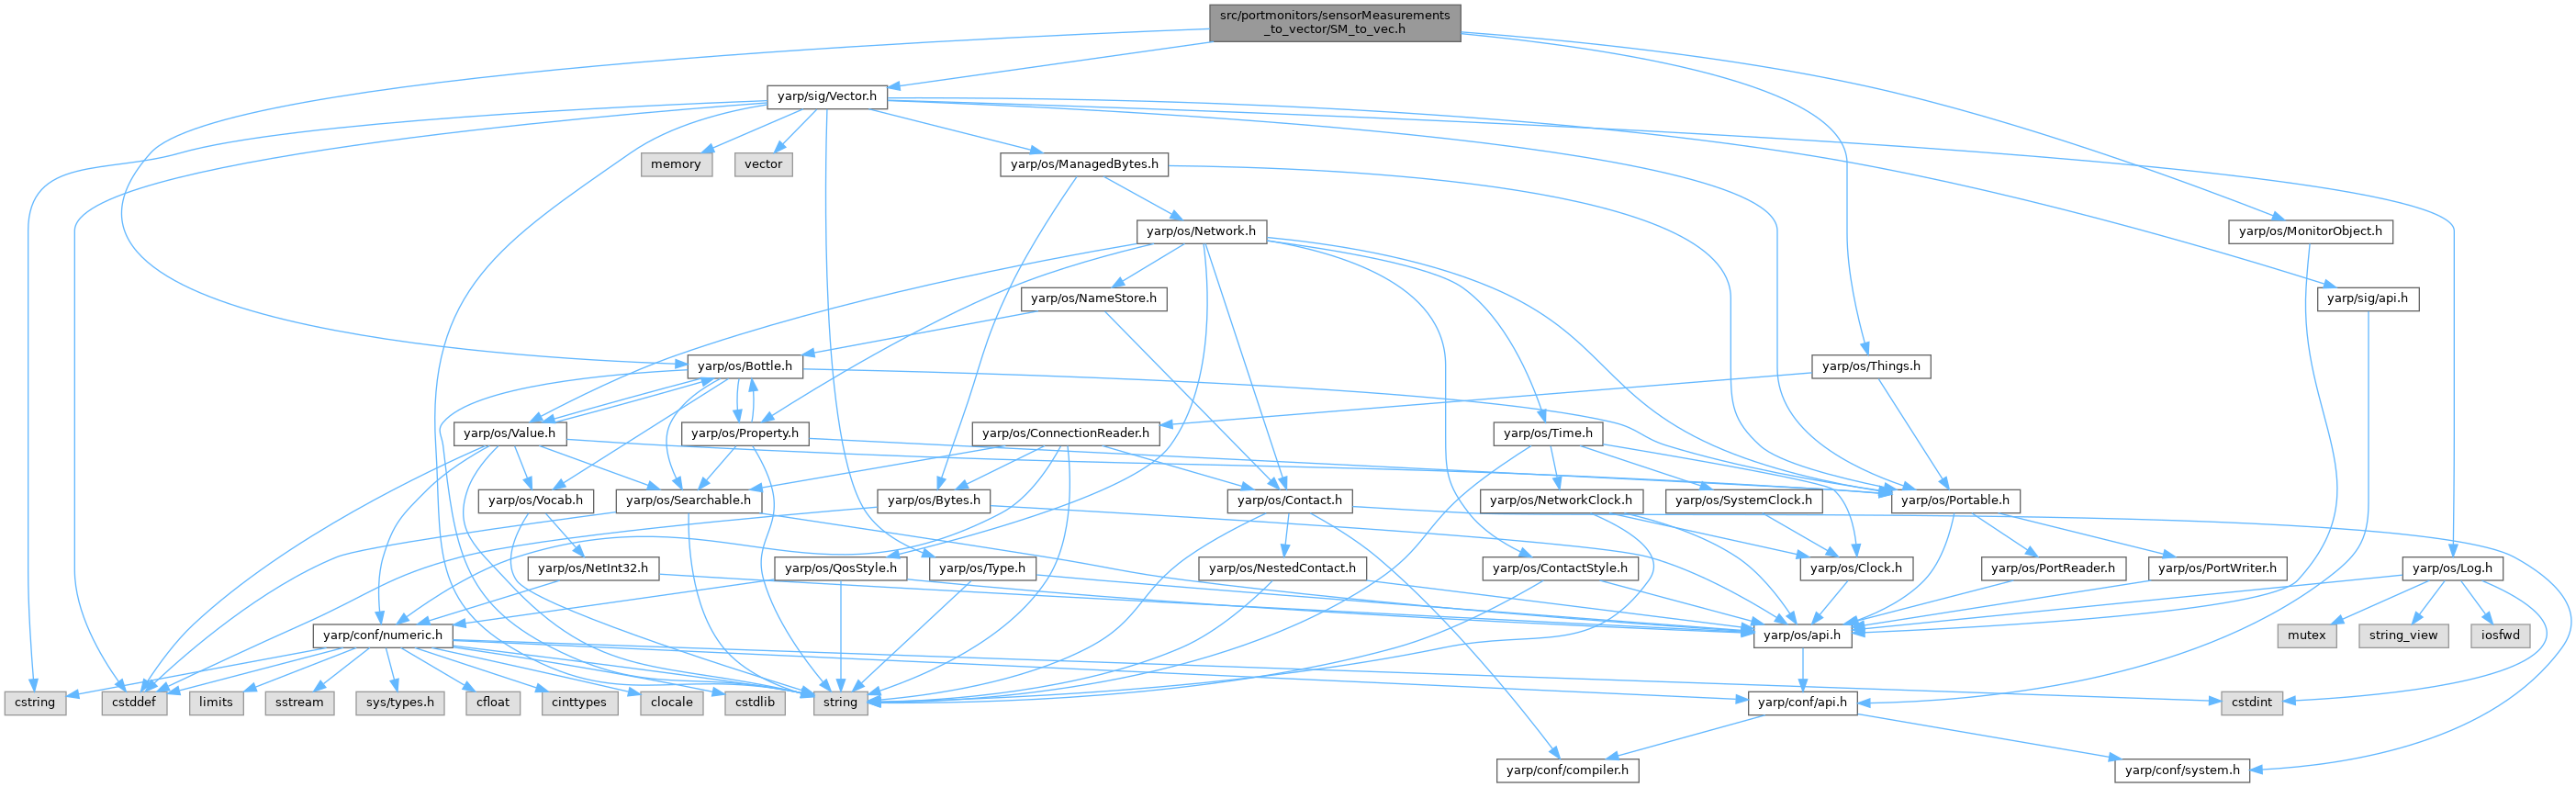 src/portmonitors/sensorMeasurements
_to_vector/SM_to_vec.h
yarp/sig/Vector.h
memory
vector
yarp/os/ManagedBytes.h
yarp/os/Network.h
yarp/os/MonitorObject.h
yarp/os/NameStore.h
yarp/sig/api.h
yarp/os/Bottle.h
yarp/os/Things.h
yarp/os/Value.h
yarp/os/Property.h
yarp/os/ConnectionReader.h
yarp/os/Time.h
yarp/os/Vocab.h
yarp/os/Searchable.h
yarp/os/Bytes.h
yarp/os/Contact.h
yarp/os/NetworkClock.h
yarp/os/SystemClock.h
yarp/os/Portable.h
yarp/os/NetInt32.h
yarp/os/QosStyle.h
yarp/os/Type.h
yarp/os/NestedContact.h
yarp/os/ContactStyle.h
yarp/os/Clock.h
yarp/os/PortReader.h
yarp/os/PortWriter.h
yarp/os/Log.h
yarp/conf/numeric.h
yarp/os/api.h
mutex
string_view
iosfwd
cstring
cstddef
limits
sstream
sys/types.h
cfloat
cinttypes
clocale
cstdlib
string
yarp/conf/api.h
cstdint
yarp/conf/compiler.h
yarp/conf/system.h